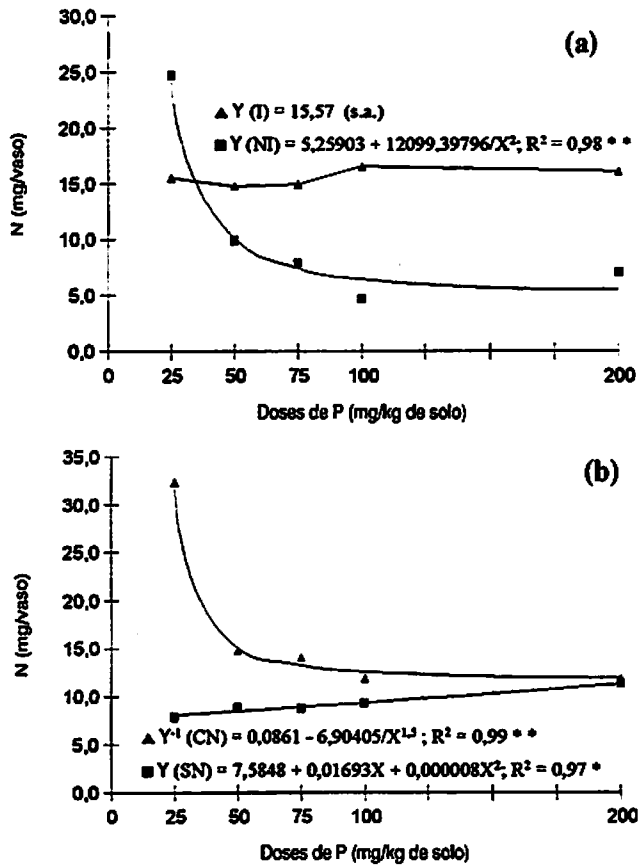 (a)
30,0
25,0
20,0
15,0
10,0
5,0
0,0
N (mg/vaso)
▲ Y (I) = 15,57 (s.a.)
■ Y (NI) = 5,25903 + 12099,39796/X²; R² = 0,98 * *
0 25 50 75 100 200
Doses de P (mg/kg de solo)
(b)
35,0
30,0
25,0
20,0
15,0
10,0
5,0
0,0
N (mg/vaso)
▲ Y⁻¹ (CN) = 0,0861 - 6,90405/X¹,⁵ ; R² = 0,99 * *
■ Y (SN) = 7,5848 + 0,01693X + 0,000008X²; R² = 0,97 *
0 25 50 75 100 200
Doses de P (mg/kg de solo)